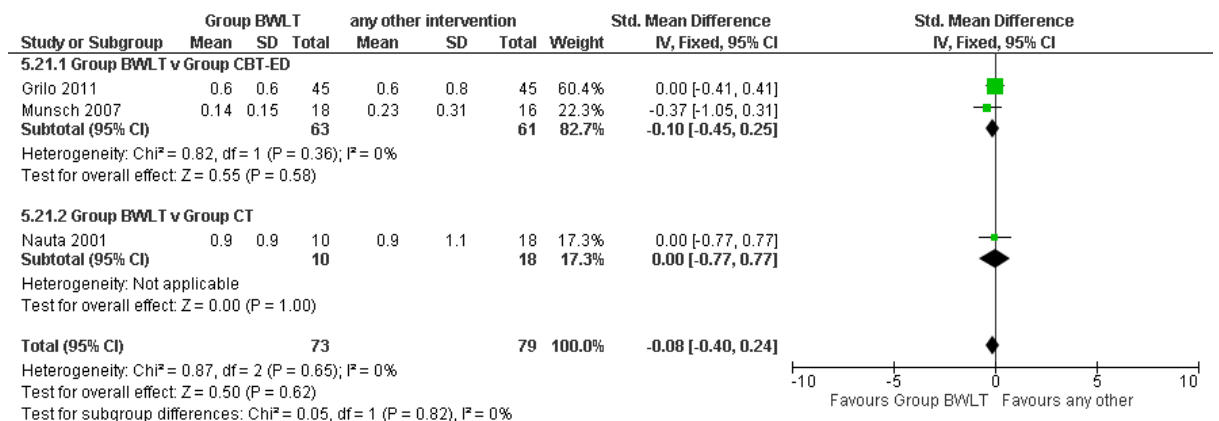 Group BWLT any other intervention Std. Mean Difference Std. Mean Difference
Study or Subgroup Mean SD Total Mean SD Total Weight IV, Fixed, 95% CI IV, Fixed, 95% CI
5.21.1 Group BWLT v Group CBT-ED
Grilo 2011 0.6 0.6 45 0.6 0.8 45 60.4% 0.00 [-0.41, 0.41]
Munsch 2007 0.14 0.15 18 0.23 0.31 16 22.3% -0.37 [-1.05, 0.31]
Subtotal (95% CI) 63 61 82.7% -0.10 [-0.45, 0.25]
Heterogeneity: Chi² = 0.82, df = 1 (P = 0.36); I² = 0%
Test for overall effect: Z = 0.55 (P = 0.58)
5.21.2 Group BWLT v Group CT
Nauta 2001 0.9 0.9 10 0.9 1.1 18 17.3% 0.00 [-0.77, 0.77]
Subtotal (95% CI) 10 18 17.3% 0.00 [-0.77, 0.77]
Heterogeneity: Not applicable
Test for overall effect: Z = 0.00 (P = 1.00)
Total (95% CI) 73 79 100.0% -0.08 [-0.40, 0.24]
Heterogeneity: Chi² = 0.87, df = 2 (P = 0.65); I² = 0%
Test for overall effect: Z = 0.50 (P = 0.62)
Test for subgroup differences: Chi² = 0.05, df = 1 (P = 0.82), I² = 0%
-10 -5 0 5 10
Favours Group BWLT Favours any other